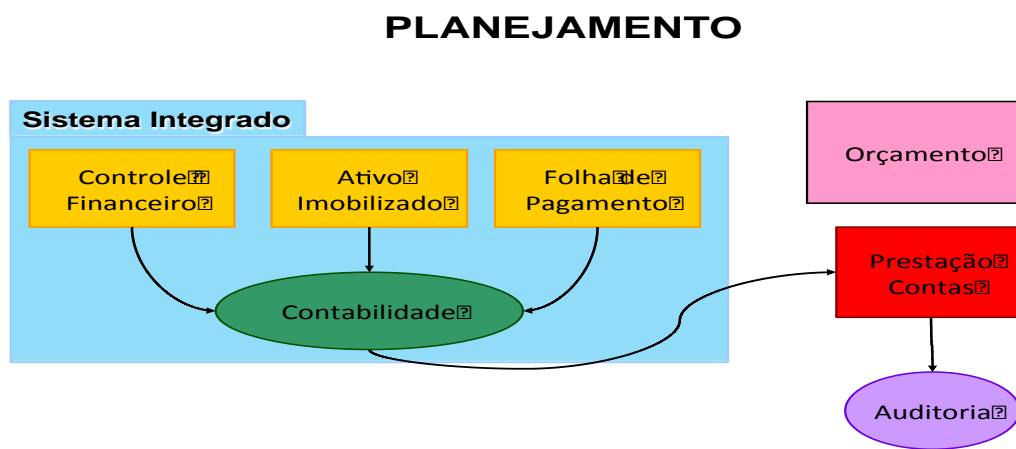 PLANEJAMENTO
Sistema Integrado
Controle
Financeiro
Ativo
Imobilizado
Folha de
Pagamento
Contabilidade
Orçamento
Prestação
Contas
Auditoria